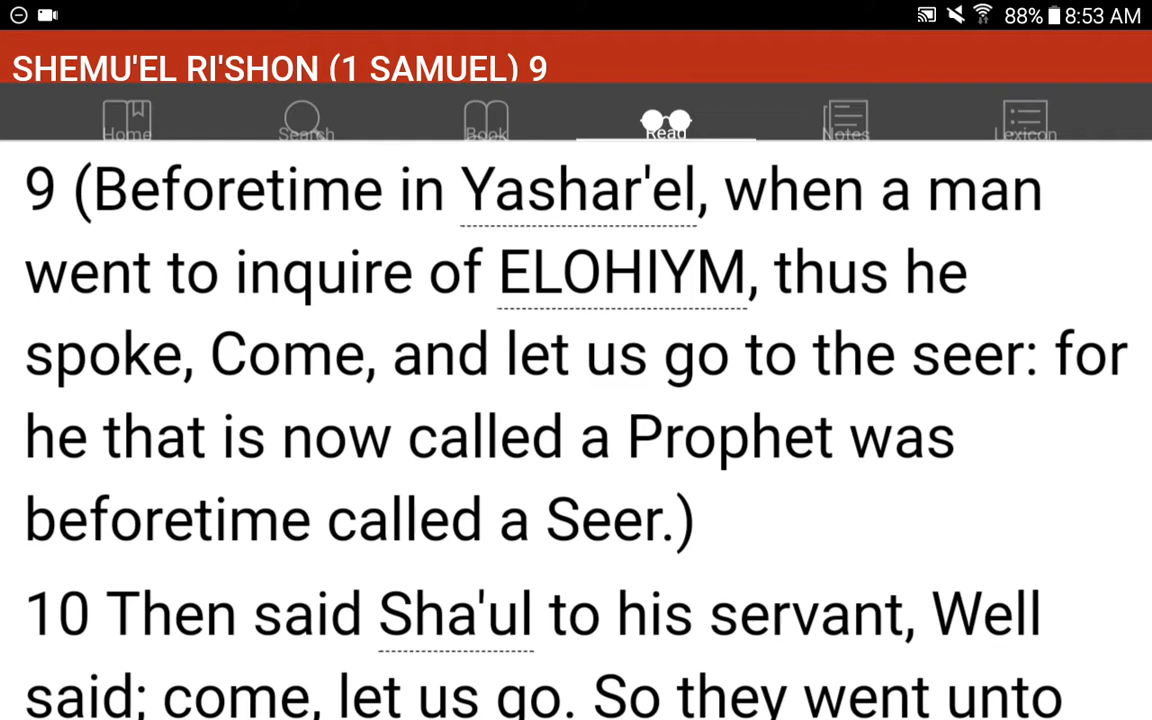 88% 8:53 AM
SHEMU'EL RI'SHON (1 SAMUEL) 9
Home Search Book Read Notes Lexicon
9 (Beforetime in Yashar'el, when a man
went to inquire of ELOHIYM, thus he
spoke, Come, and let us go to the seer: for
he that is now called a Prophet was
beforetime called a Seer.)
10 Then said Sha'ul to his servant, Well
said; come, let us go. So they went unto